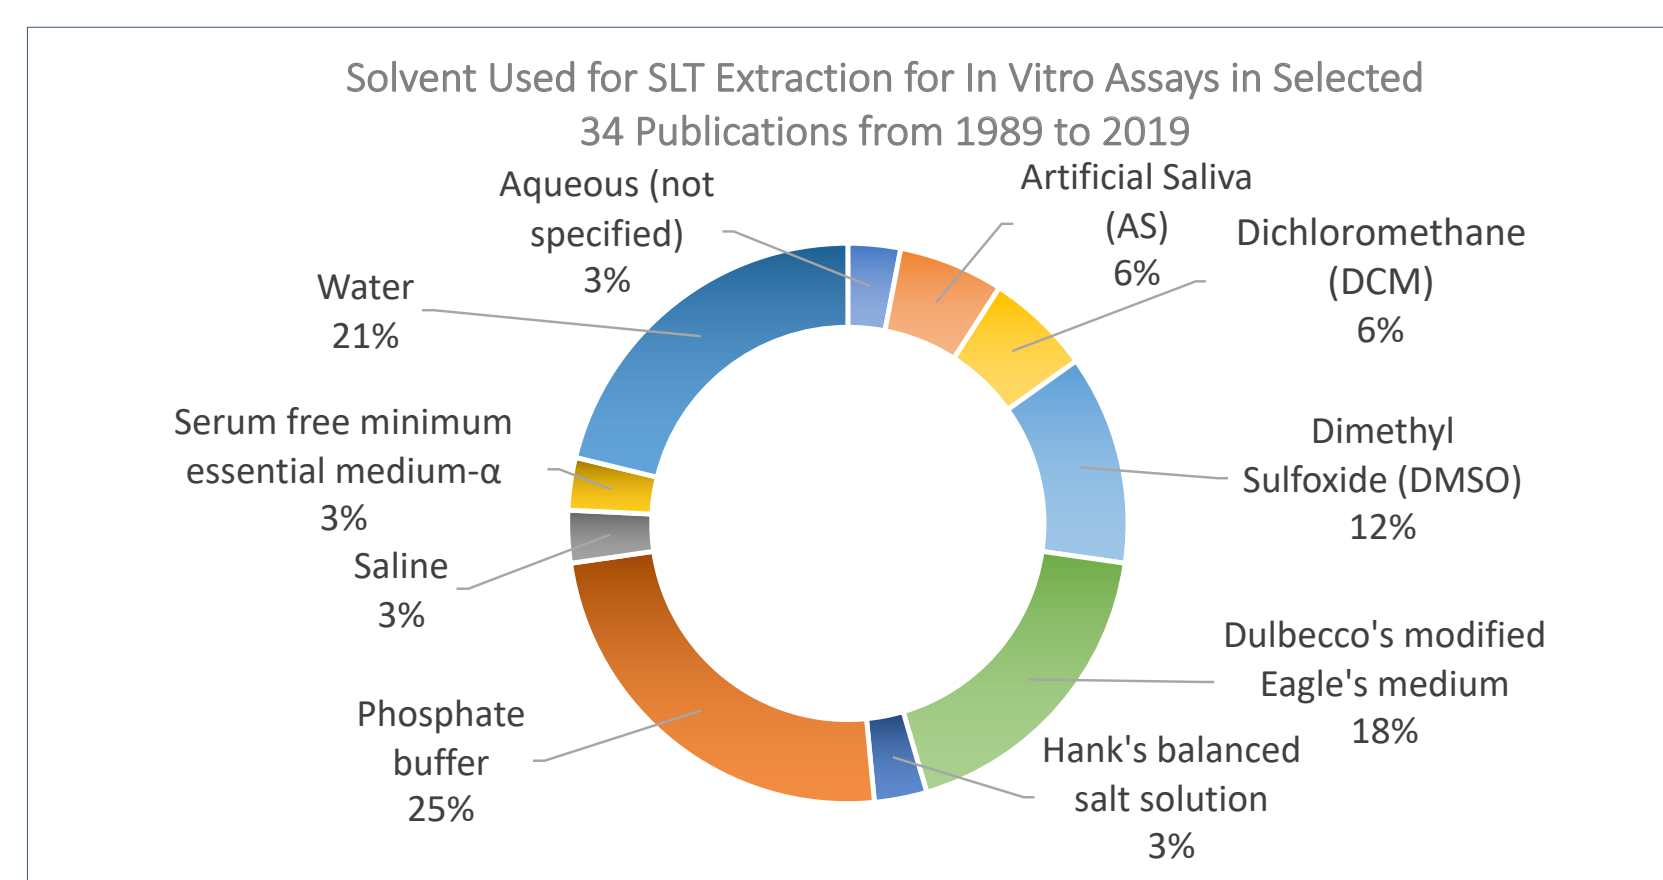 Solvent Used for SLT Extraction for In Vitro Assays in Selected
34 Publications from 1989 to 2019
Aqueous (not
specified)
3%
Artificial Saliva
(AS)
6%
Dichloromethane
(DCM)
6%
Dimethyl
Sulfoxide (DMSO)
12%
Dulbecco's modified
Eagle's medium
18%
Hank's balanced
salt solution
3%
Phosphate
buffer
25%
Saline
3%
Serum free minimum
essential medium-α
3%
Water
21%